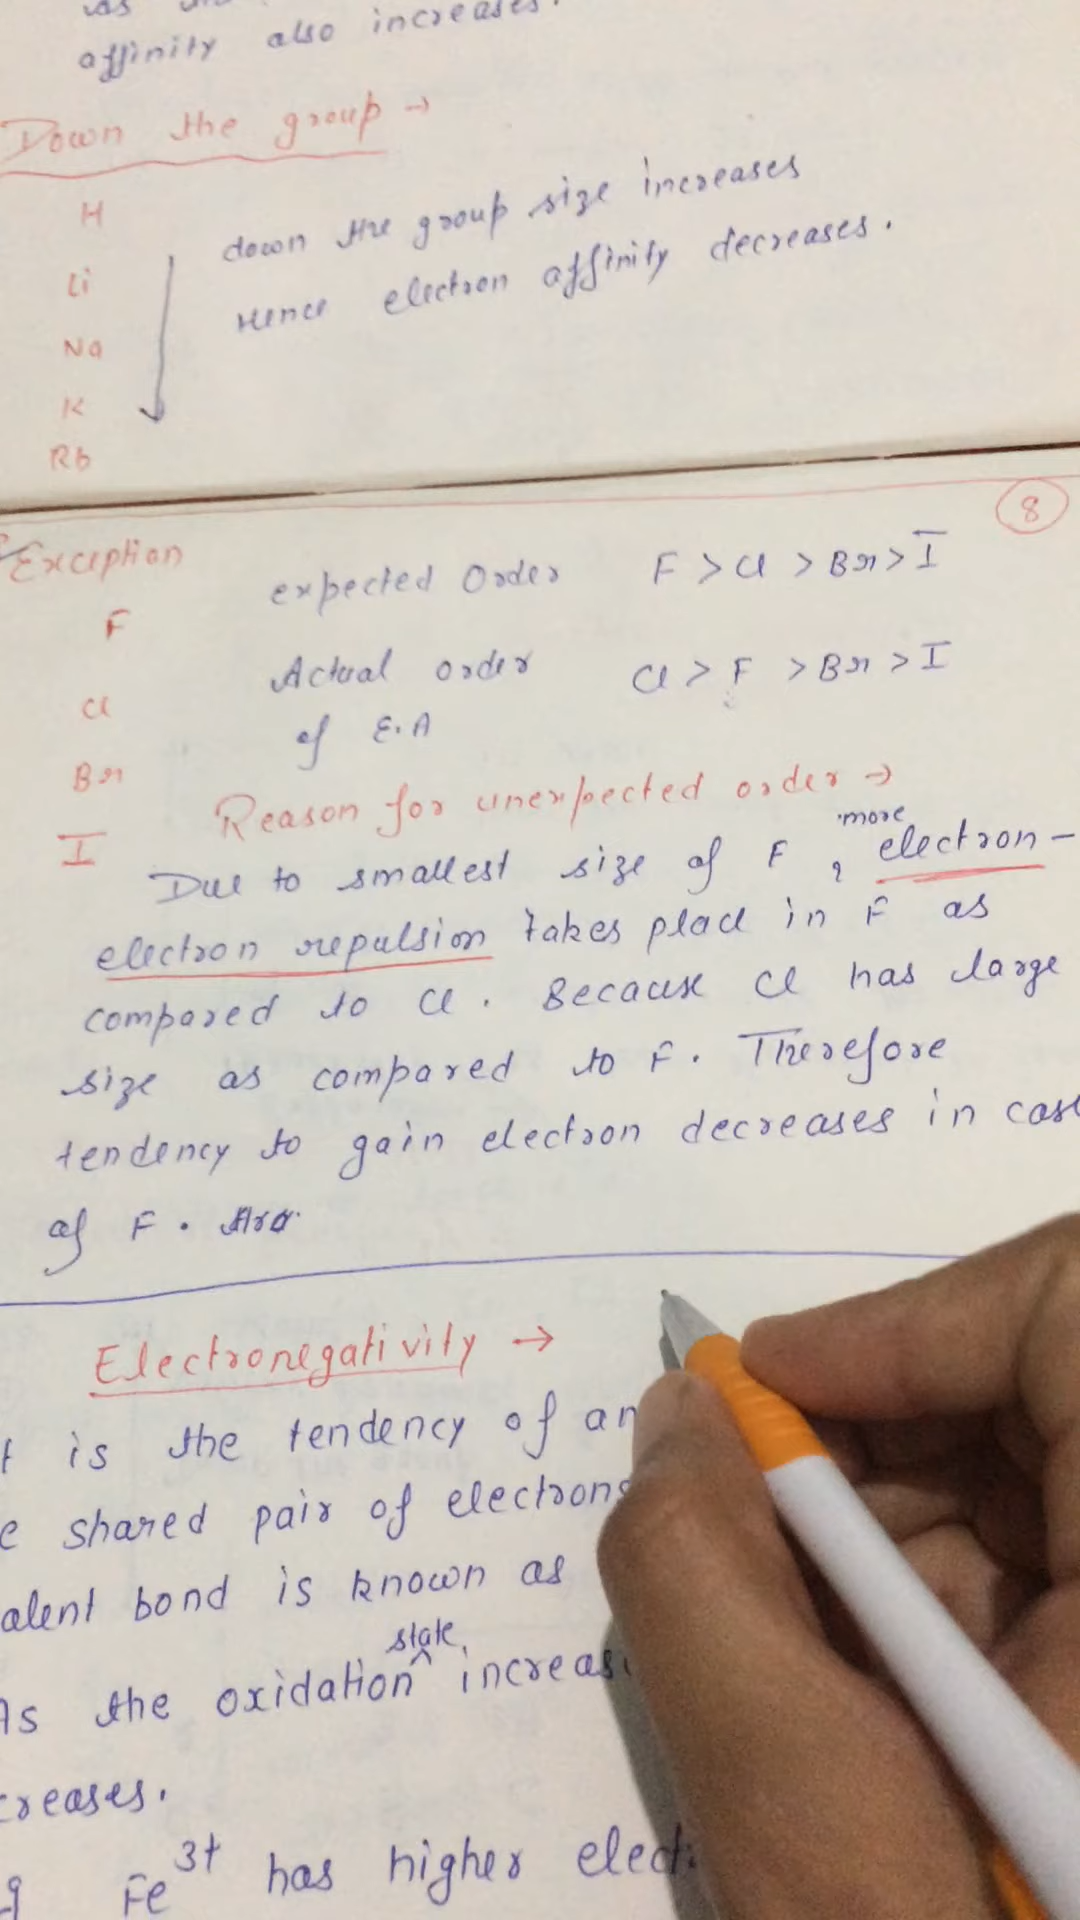 as
affinity also increases.
Down the group →
H
Li
Na
K
Rb
down the group size increases
Hence electron affinity decreases.
8
Exception
F
Cl
Br
I
expected Order F > Cl > Br > I
Actual order Cl > F > Br > I
of E.A
Reason for unexpected order →
more
Due to smallest size of F, electron-
electron repulsion takes place in F as
compared to Cl. Because Cl has large
size as compared to F. Therefore
tendency to gain electron decreases in case
of F.
Electronegativity →
t is the tendency of an
e shared pair of electrons
alent bond is known as
state
As the oxidation ^ increas
creases.
g Fe³⁺ has higher elect